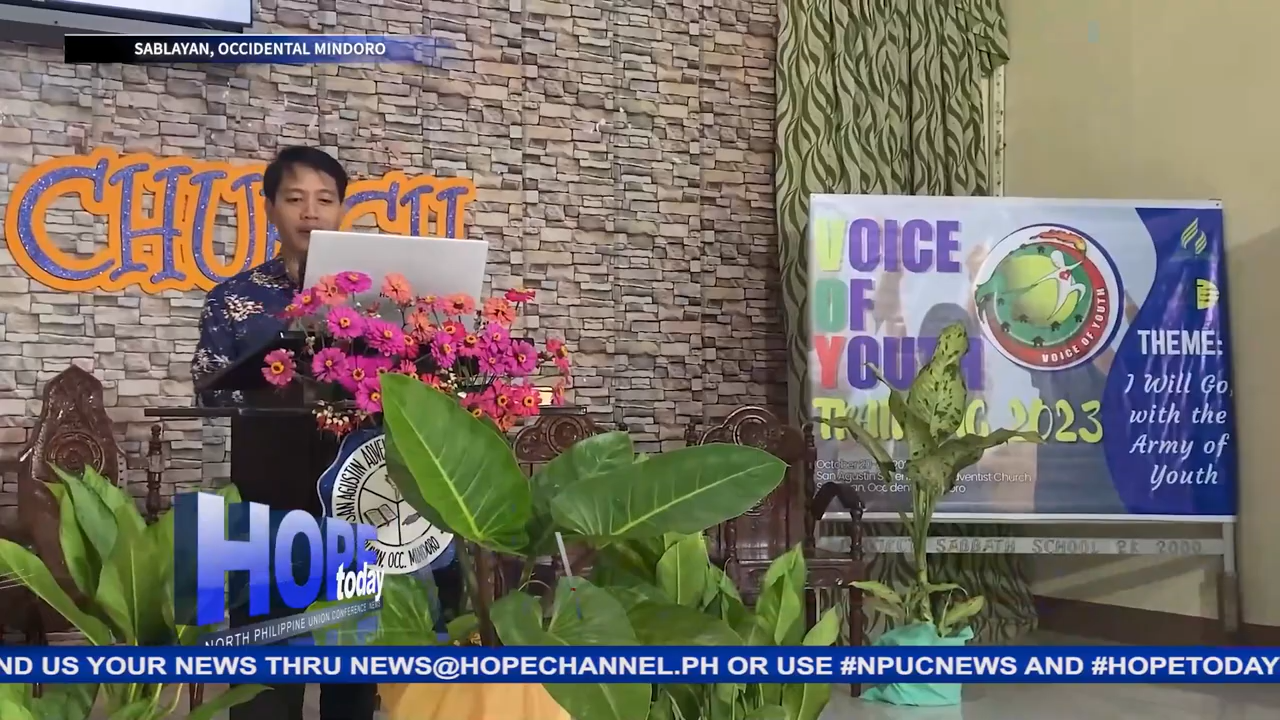 SABLAYAN, OCCIDENTAL MINDORO
VOICE
OF
YOUTH
2023
VOICE OF YOUTH
THEME:
I Will Go,
with the
Army of
Youth
Adventist Church
SABBATH SCHOOL
SAN AGUSTIN
OCC. MINDORO
HOPE
today
NORTH PHILIPPINE UNION CONFERENCE NEWS
ND US YOUR NEWS THRU NEWS@HOPECHANNEL.PH OR USE #NPUCNEWS AND #HOPETODAY